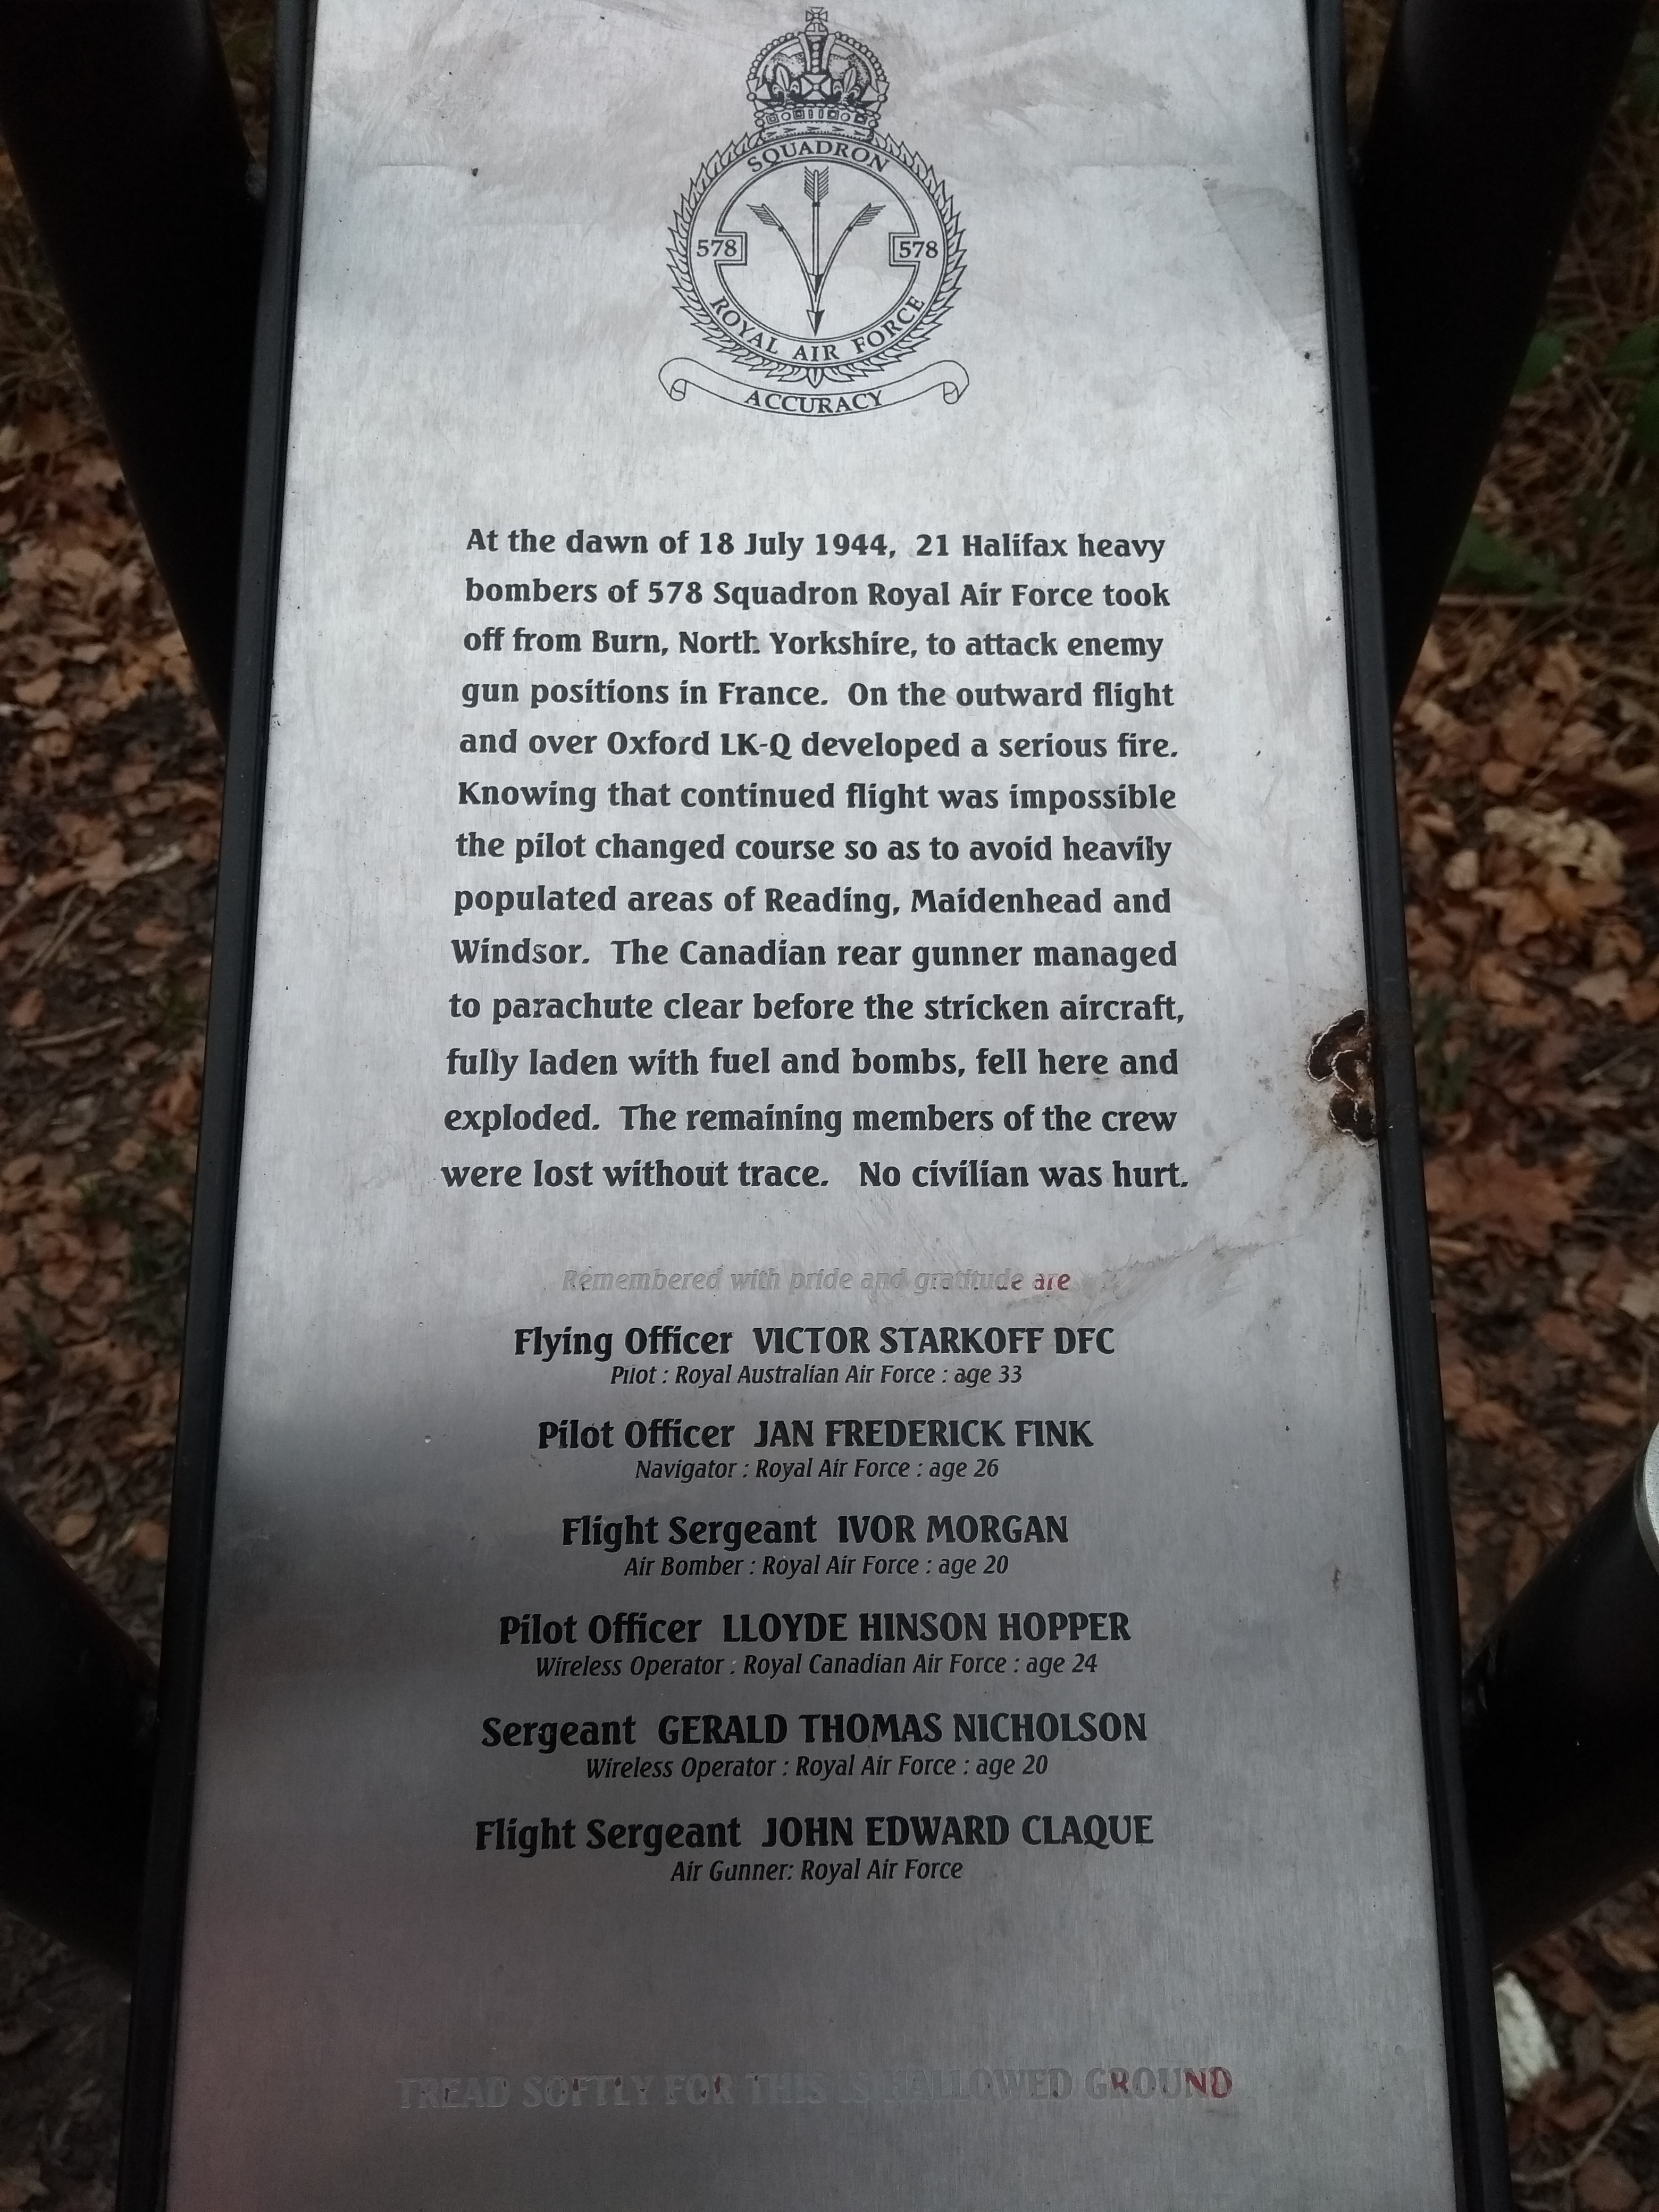 SQUADRON
578 578
ROYAL AIR FORCE
ACCURACY
At the dawn of 18 July 1944, 21 Halifax heavy
bombers of 578 Squadron Royal Air Force took
off from Burn, North Yorkshire, to attack enemy
gun positions in France. On the outward flight
and over Oxford LK-Q developed a serious fire.
Knowing that continued flight was impossible
the pilot changed course so as to avoid heavily
populated areas of Reading, Maidenhead and
Windsor. The Canadian rear gunner managed
to parachute clear before the stricken aircraft,
fully laden with fuel and bombs, fell here and
exploded. The remaining members of the crew
were lost without trace. No civilian was hurt.
Remembered with pride and gratitude are
Flying Officer VICTOR STARKOFF DFC
Pilot : Royal Australian Air Force : age 33
Pilot Officer JAN FREDERICK FINK
Navigator : Royal Air Force : age 26
Flight Sergeant IVOR MORGAN
Air Bomber : Royal Air Force : age 20
Pilot Officer LLOYDE HINSON HOPPER
Wireless Operator : Royal Canadian Air Force : age 24
Sergeant GERALD THOMAS NICHOLSON
Wireless Operator : Royal Air Force : age 20
Flight Sergeant JOHN EDWARD CLAQUE
Air Gunner: Royal Air Force
TREAD SOFTLY FOR THIS IS HALLOWED GROUND